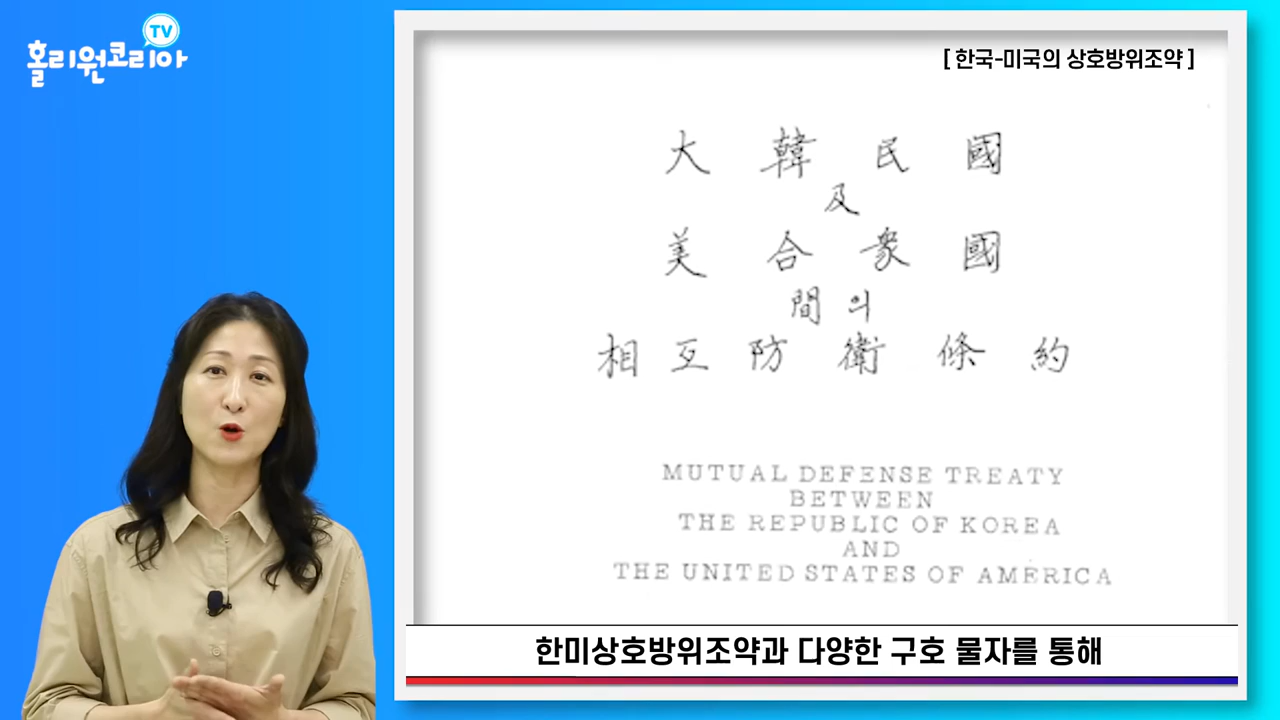 홀리원코리아 TV
[ 한국-미국의 상호방위조약 ]
大韓民國
及
美合衆國
間의
相互防衛條約
MUTUAL DEFENSE TREATY
BETWEEN
THE REPUBLIC OF KOREA
AND
THE UNITED STATES OF AMERICA
한미상호방위조약과 다양한 구호 물자를 통해